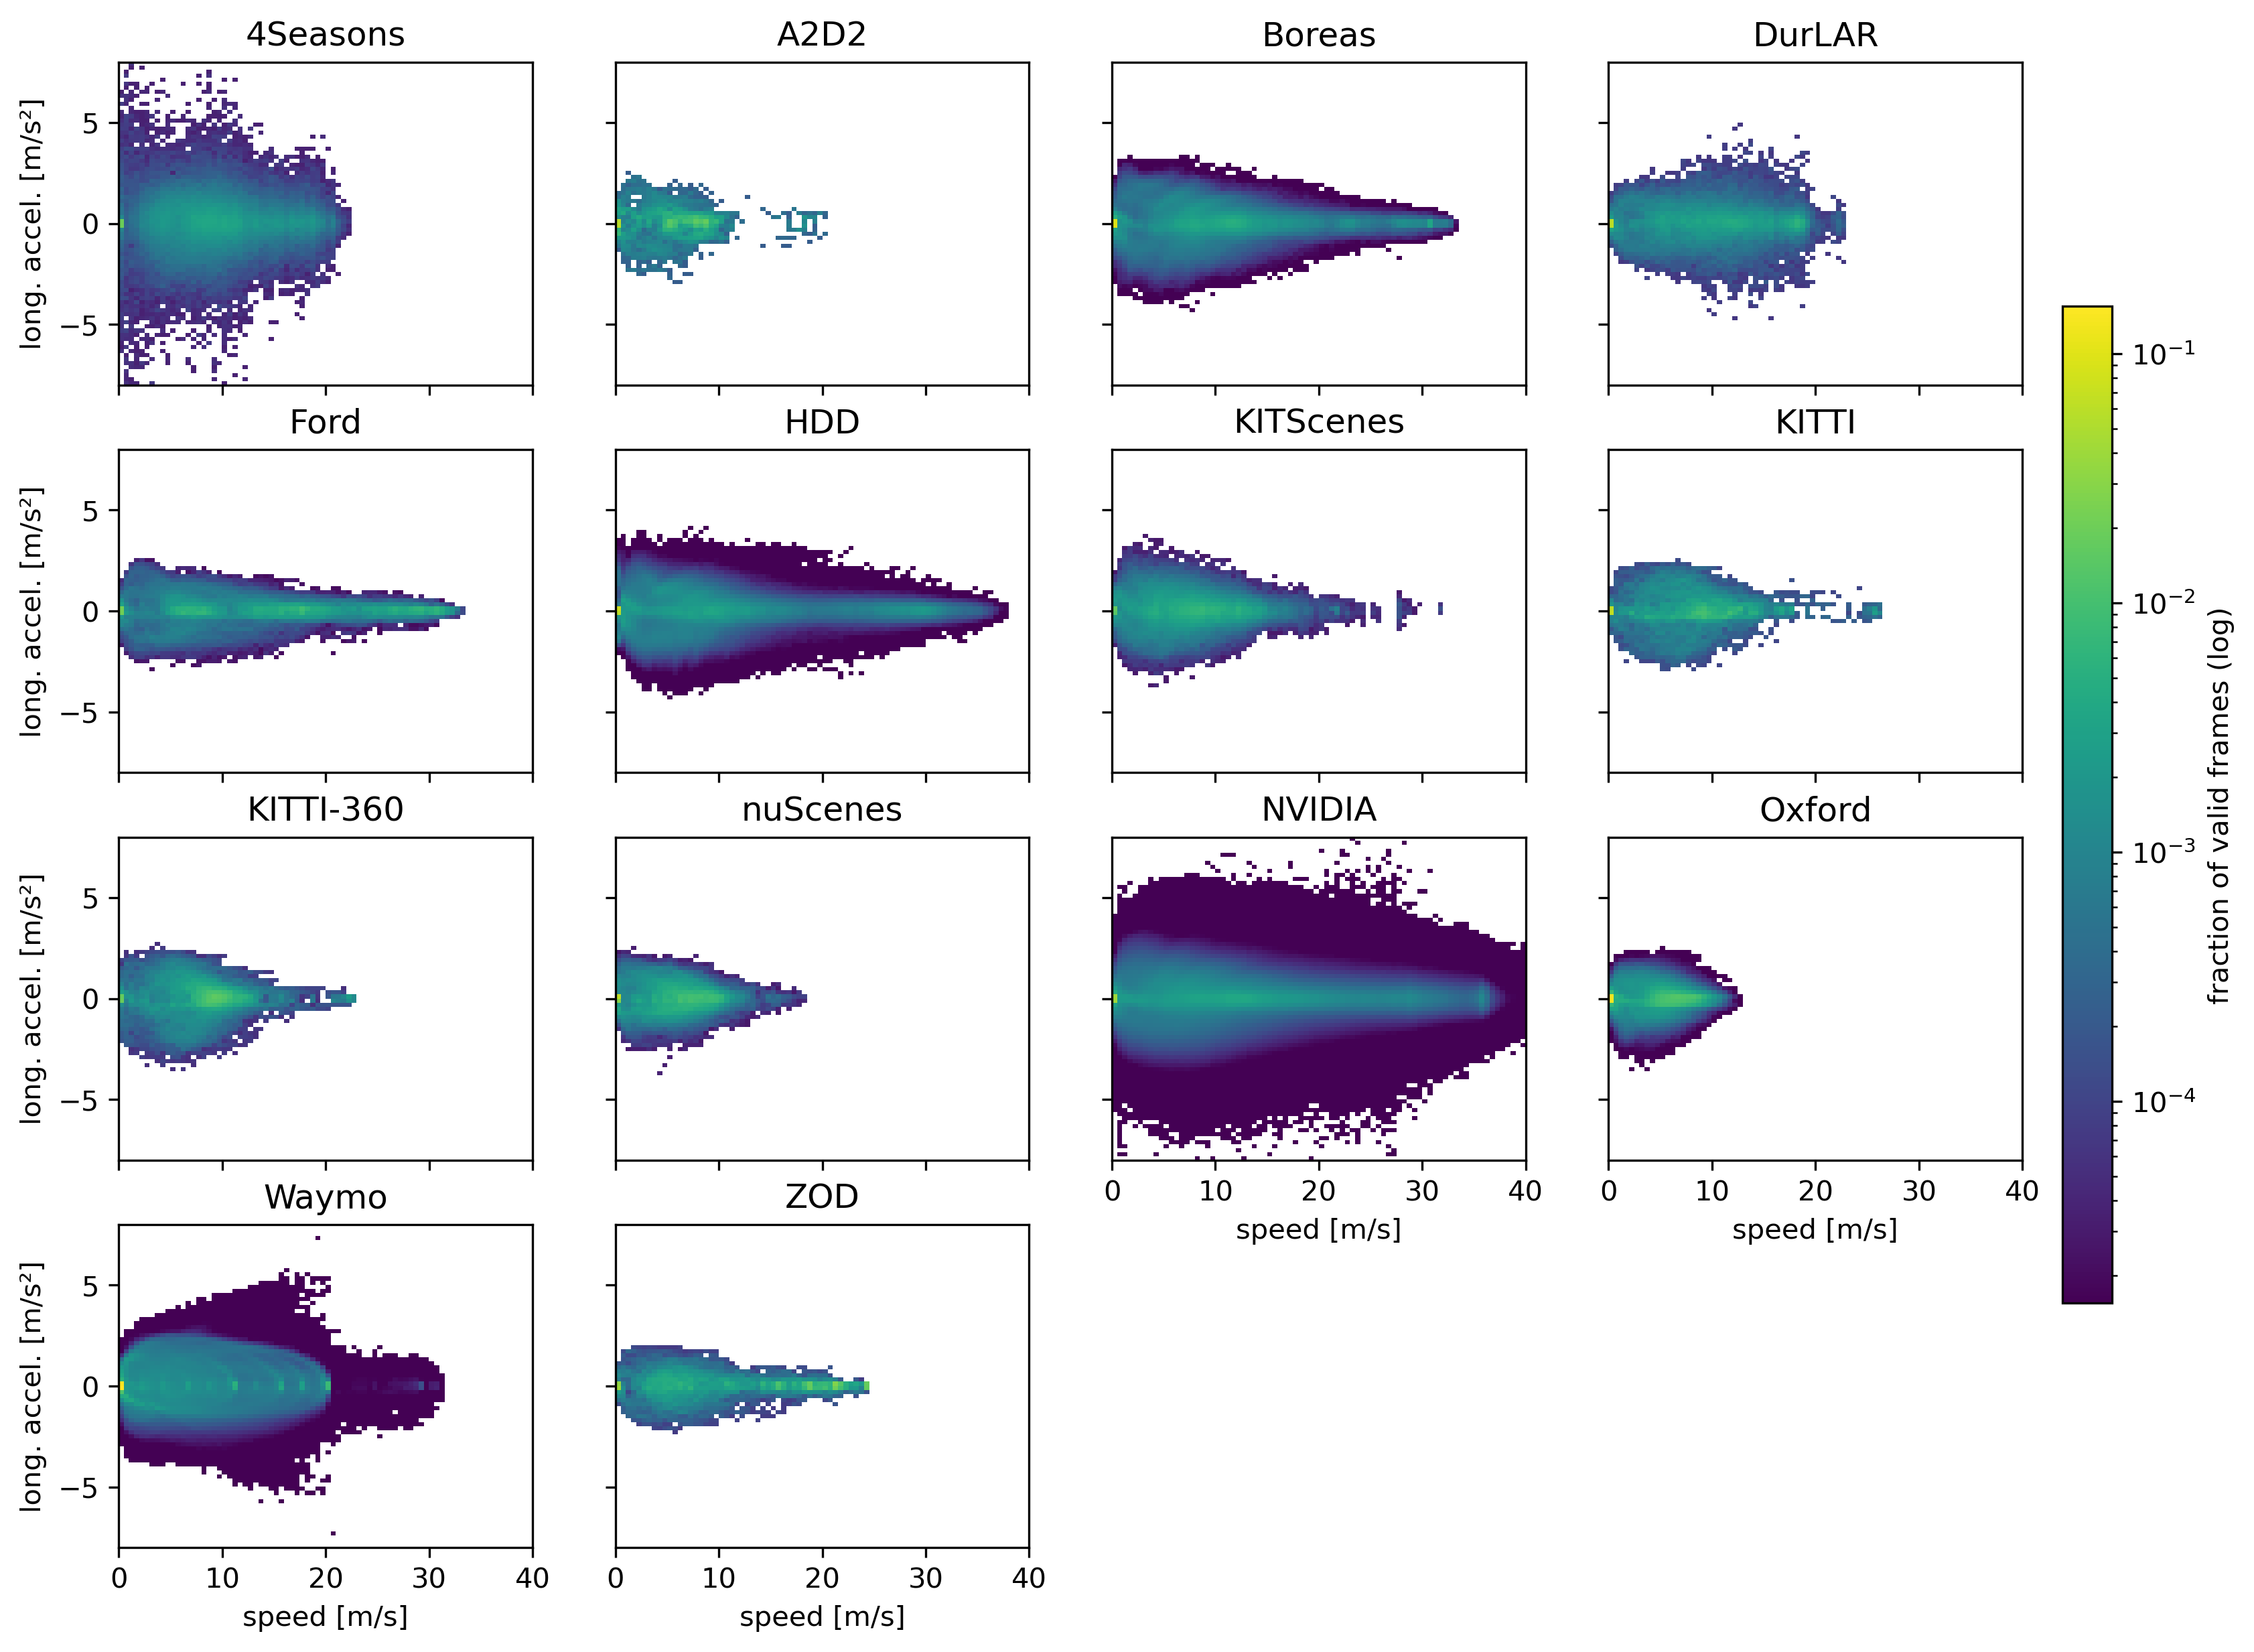 4Seasons
A2D2
Boreas
DurLAR
long. accel. [m/s²]
5
0
−5
Ford
HDD
KITScenes
KITTI
long. accel. [m/s²]
5
0
−5
KITTI-360
nuScenes
NVIDIA
Oxford
long. accel. [m/s²]
5
0
−5
0 10 20 30 40
speed [m/s]
0 10 20 30 40
speed [m/s]
Waymo
ZOD
long. accel. [m/s²]
5
0
−5
0 10 20 30 40
speed [m/s]
0 10 20 30 40
speed [m/s]
10⁻¹
10⁻²
10⁻³
10⁻⁴
fraction of valid frames (log)